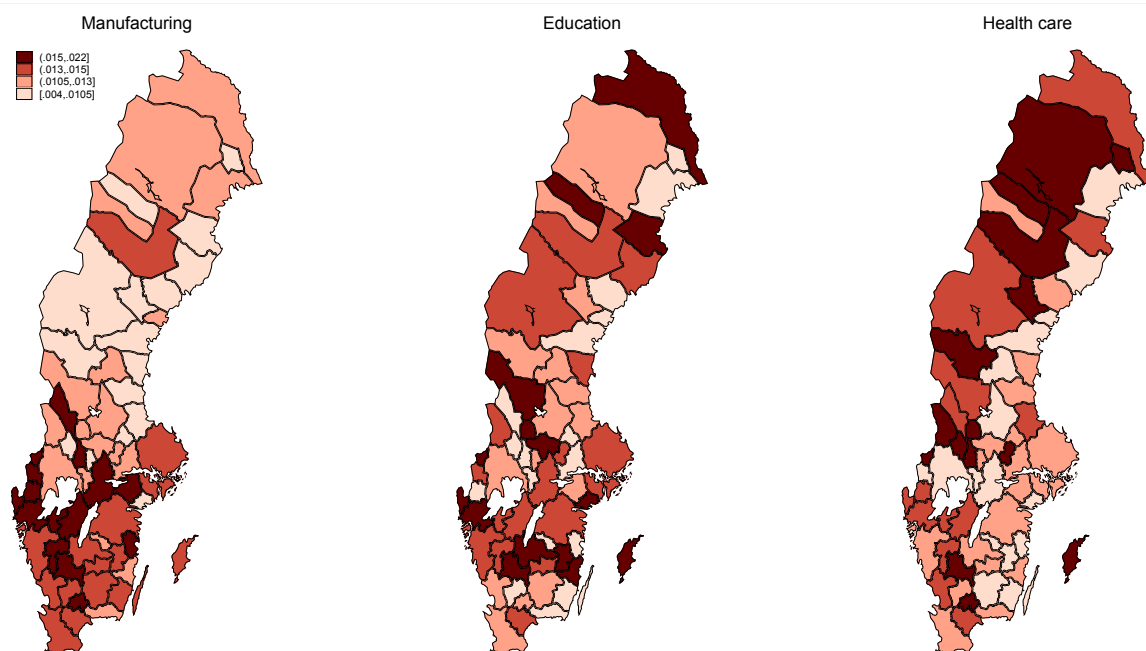 Manufacturing
Education
Health care
(.015,.022]
(.013,.015]
(.0105,.013]
[.004,.0105]